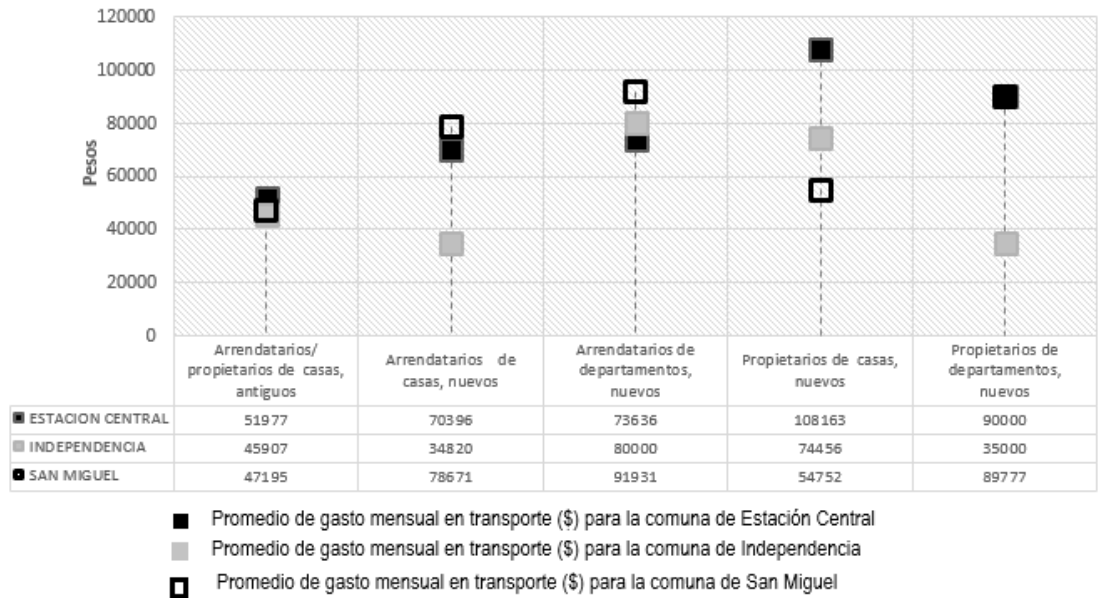 120000
100000
80000
60000
40000
20000
0
Pesos
Arrendatarios/
propietarios de casas,
antiguos
Arrendatarios de
casas, nuevos
Arrendatarios de
departamentos,
nuevos
Propietarios de casas,
nuevos
Propietarios de
departamentos,
nuevos
ESTACION CENTRAL 51977 70396 73636 108163 90000
INDEPENDENCIA 45907 34820 80000 74456 35000
SAN MIGUEL 47195 78671 91931 54752 89777
Promedio de gasto mensual en transporte ($) para la comuna de Estación Central
Promedio de gasto mensual en transporte ($) para la comuna de Independencia
Promedio de gasto mensual en transporte ($) para la comuna de San Miguel